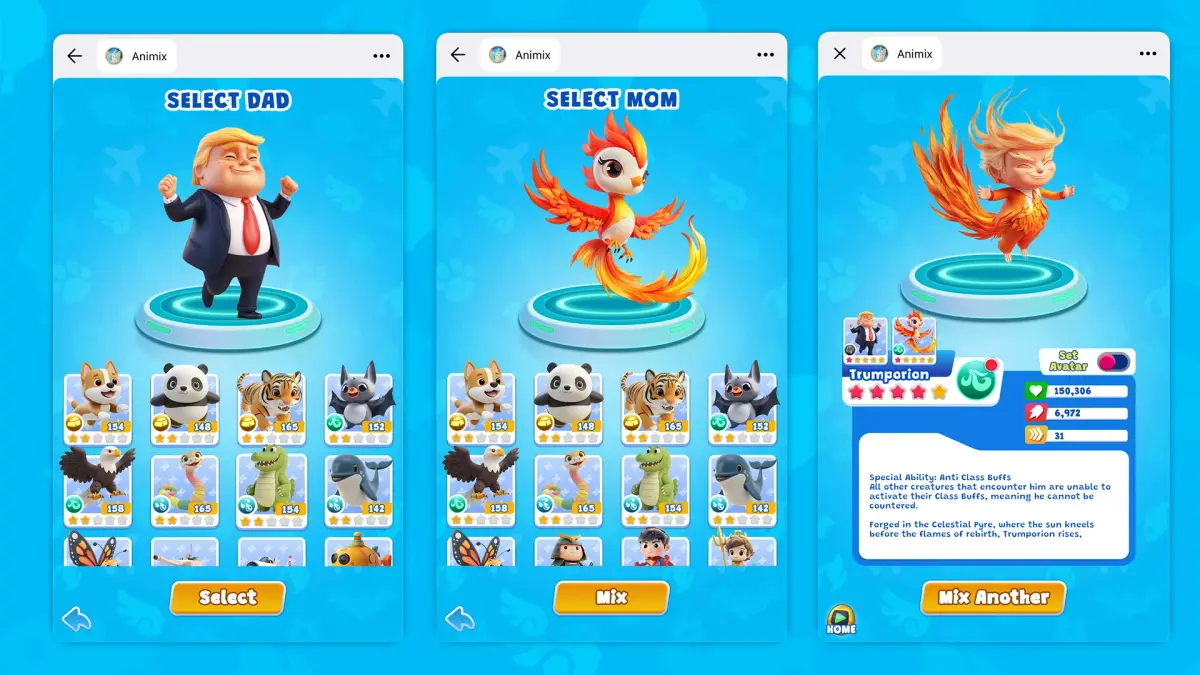 Animix
SELECT DAD
154
148
165
152
158
165
154
142
Select
Animix
SELECT MOM
154
148
165
152
158
165
154
142
Mix
Animix
Trumporion
Set
Avatar
150,306
6,972
31
Special Ability: Anti Class Buffs
All other creatures that encounter him are unable to
activate their Class Buffs, meaning he cannot be
countered.
Forged in the Celestial Pyre, where the sun kneels
before the flames of rebirth, Trumporion rises,
Mix Another
HOME